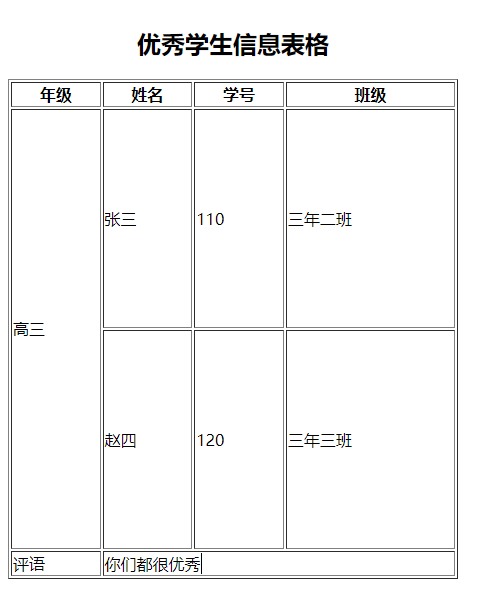 优秀学生信息表格
年级 姓名 学号 班级
高三 张三 110 三年二班
赵四 120 三年三班
评语 你们都很优秀